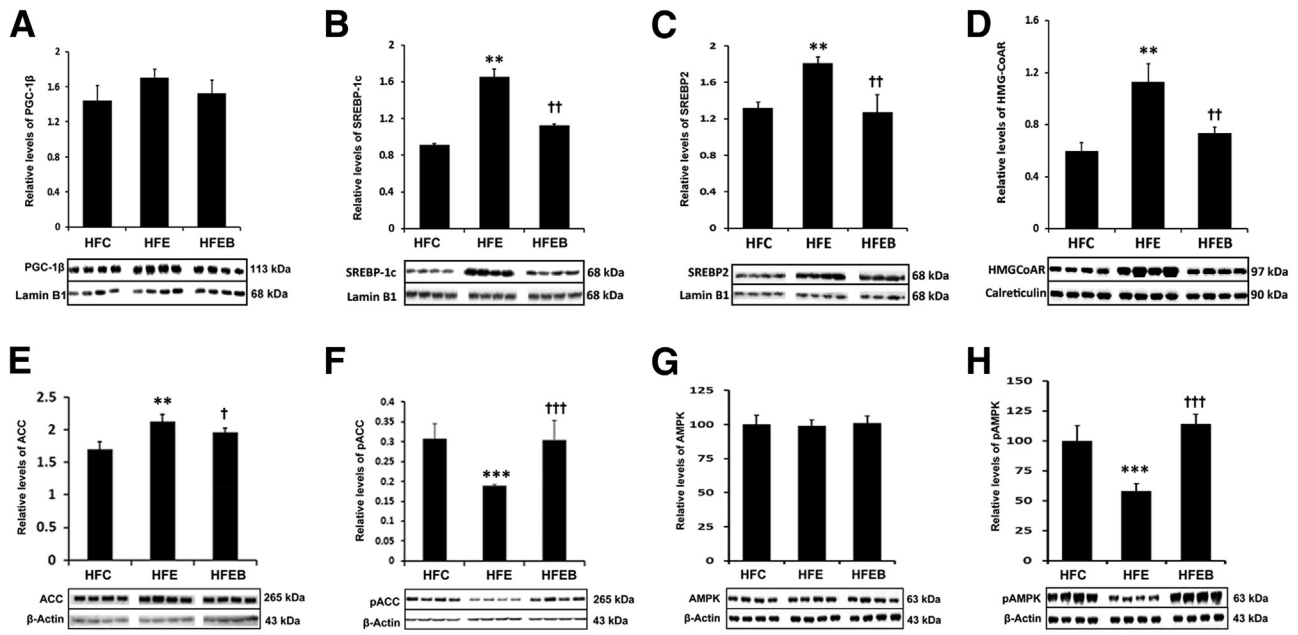 A
Relative levels of PGC-1β
2
1.6
1.2
0.8
0.4
0
HFC HFE HFEB
PGC-1β 113 kDa
Lamin B1 68 kDa
B
Relative levels of SREBP-1c
2
1.6
1.2
0.8
0.4
0
**
††
HFC HFE HFEB
SREBP-1c 68 kDa
Lamin B1 68 kDa
C
Relative levels of SREBP2
2
1.6
1.2
0.8
0.4
0
**
††
HFC HFE HFEB
SREBP2 68 kDa
Lamin B1 68 kDa
D
Relative levels of HMG-CoAR
1.6
1.2
0.8
0.4
0
**
††
HFC HFE HFEB
HMGCoAR 97 kDa
Calreticulin 90 kDa
E
Relative levels of ACC
2.5
2
1.5
1
0.5
0
**
†
HFC HFE HFEB
ACC 265 kDa
β-Actin 43 kDa
F
Relative levels of pACC
0.4
0.35
0.3
0.25
0.2
0.15
0.1
0.05
0
***
†††
HFC HFE HFEB
pACC 265 kDa
β-Actin 43 kDa
G
Relative levels of AMPK
125
100
75
50
25
0
HFC HFE HFEB
AMPK 63 kDa
β-Actin 43 kDa
H
Relative levels of pAMPK
150
125
100
75
50
25
0
***
†††
HFC HFE HFEB
pAMPK 63 kDa
β-Actin 43 kDa